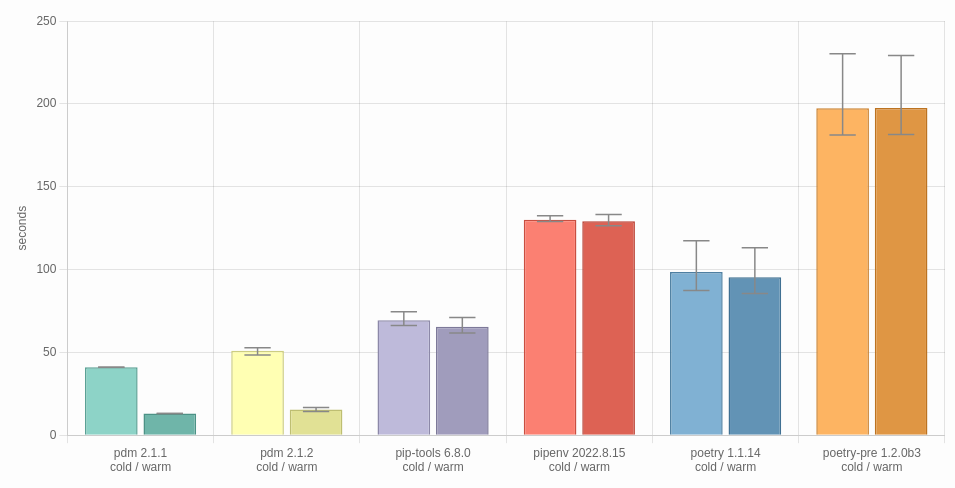 250
200
150
100
50
0
seconds
pdm 2.1.1
cold / warm
pdm 2.1.2
cold / warm
pip-tools 6.8.0
cold / warm
pipenv 2022.8.15
cold / warm
poetry 1.1.14
cold / warm
poetry-pre 1.2.0b3
cold / warm